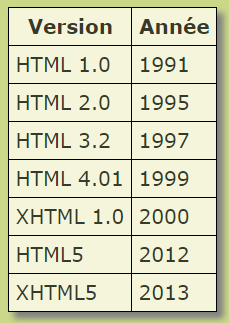 Version Année
HTML 1.0 1991
HTML 2.0 1995
HTML 3.2 1997
HTML 4.01 1999
XHTML 1.0 2000
HTML5 2012
XHTML5 2013